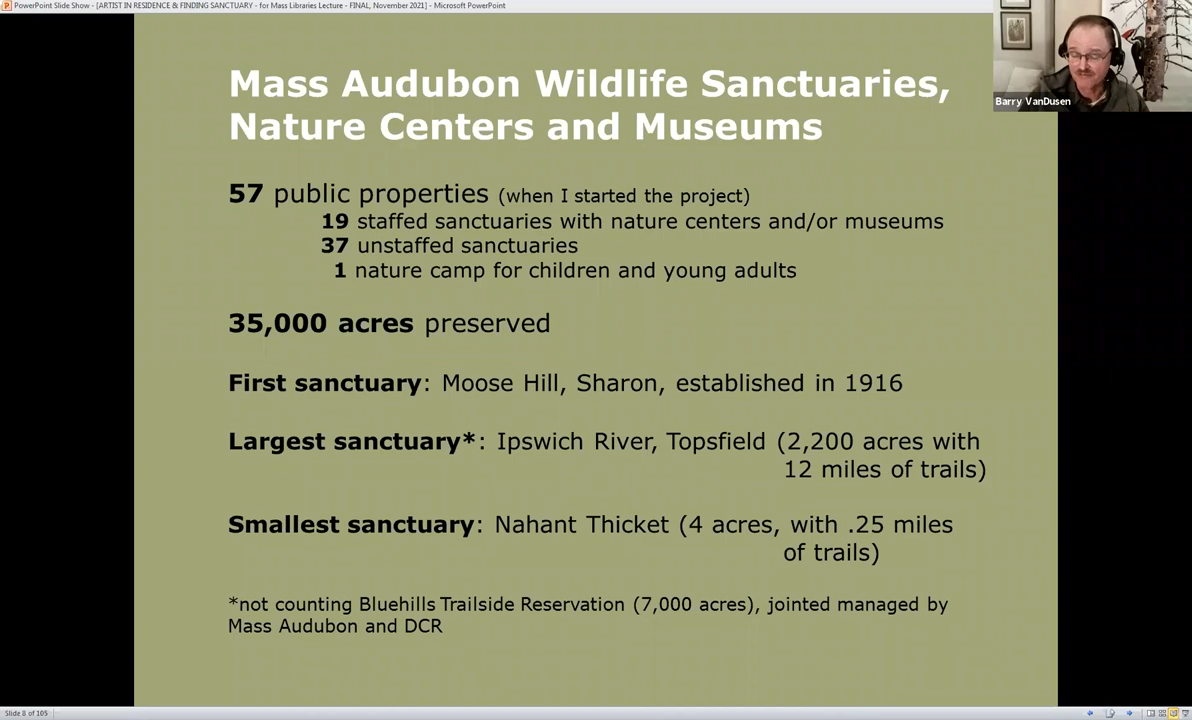 PowerPoint Slide Show - [ARTIST IN RESIDENCE & FINDING SANCTUARY - for Mass Libraries Lecture - FINAL, November 2021] - Microsoft PowerPoint
Barry VanDusen
Mass Audubon Wildlife Sanctuaries,
Nature Centers and Museums
57 public properties (when I started the project)
19 staffed sanctuaries with nature centers and/or museums
37 unstaffed sanctuaries
1 nature camp for children and young adults
35,000 acres preserved
First sanctuary: Moose Hill, Sharon, established in 1916
Largest sanctuary*: Ipswich River, Topsfield (2,200 acres with
12 miles of trails)
Smallest sanctuary: Nahant Thicket (4 acres, with .25 miles
of trails)
*not counting Bluehills Trailside Reservation (7,000 acres), jointed managed by
Mass Audubon and DCR
Slide 8 of 105